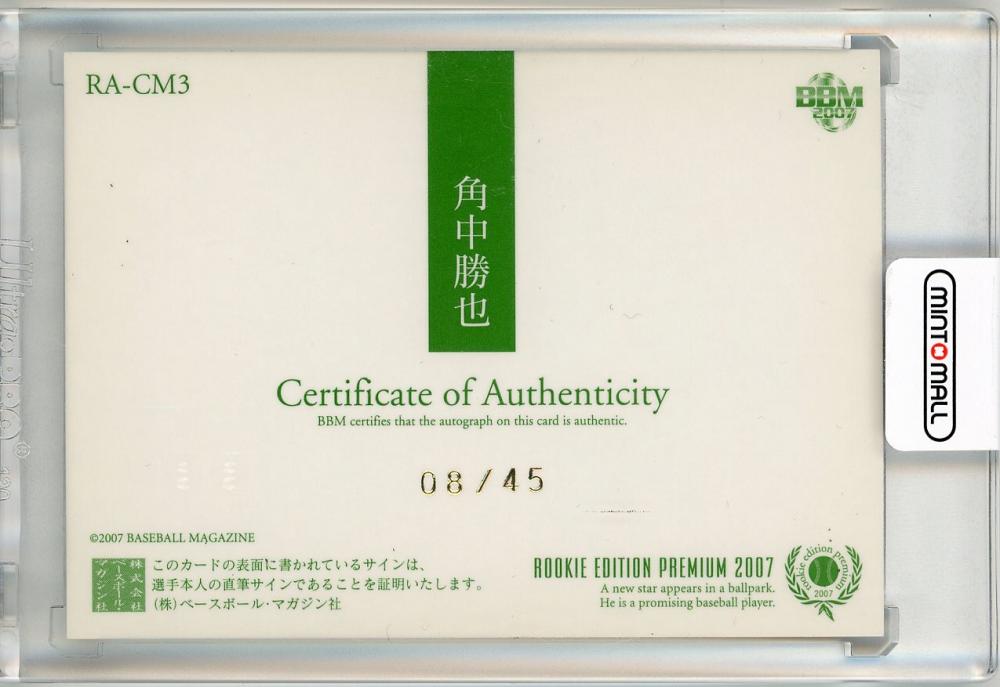 RA-CM3
BBM
2007
角中勝也
Certificate of Authenticity
BBM certifies that the autograph on this card is authentic.
08/45
©2007 BASEBALL MAGAZINE
株式会社
ベースボール・
マガジン社
このカードの表面に書かれているサインは、
選手本人の直筆サインであることを証明いたします。
(株)ベースボール・マガジン社
ROOKIE EDITION PREMIUM 2007
A new star appears in a ballpark.
He is a promising baseball player.
rookie edition premium
2007
MINT MALL